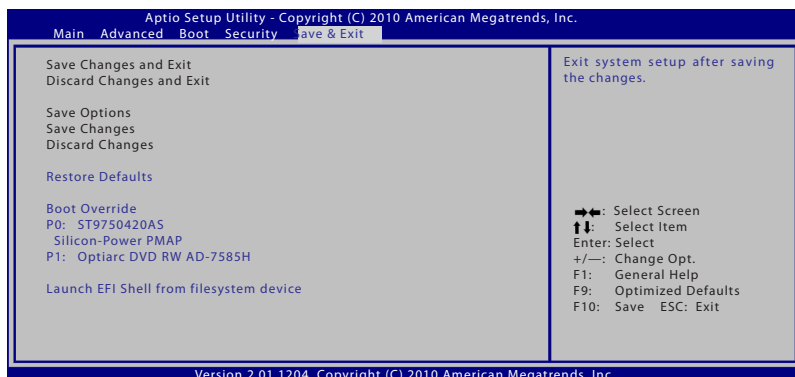 Aptio Setup Utility - Copyright (C) 2010 American Megatrends, Inc.
Main Advanced Boot Security Save & Exit
Save Changes and Exit
Discard Changes and Exit
Save Options
Save Changes
Discard Changes
Restore Defaults
Boot Override
P0: ST9750420AS
Silicon-Power PMAP
P1: Optiarc DVD RW AD-7585H
Launch EFI Shell from filesystem device
Exit system setup after saving
the changes.
→←: Select Screen
↑↓: Select Item
Enter: Select
+/—: Change Opt.
F1: General Help
F9: Optimized Defaults
F10: Save ESC: Exit
Version 2.01.1204. Copyright (C) 2010 American Megatrends, Inc.